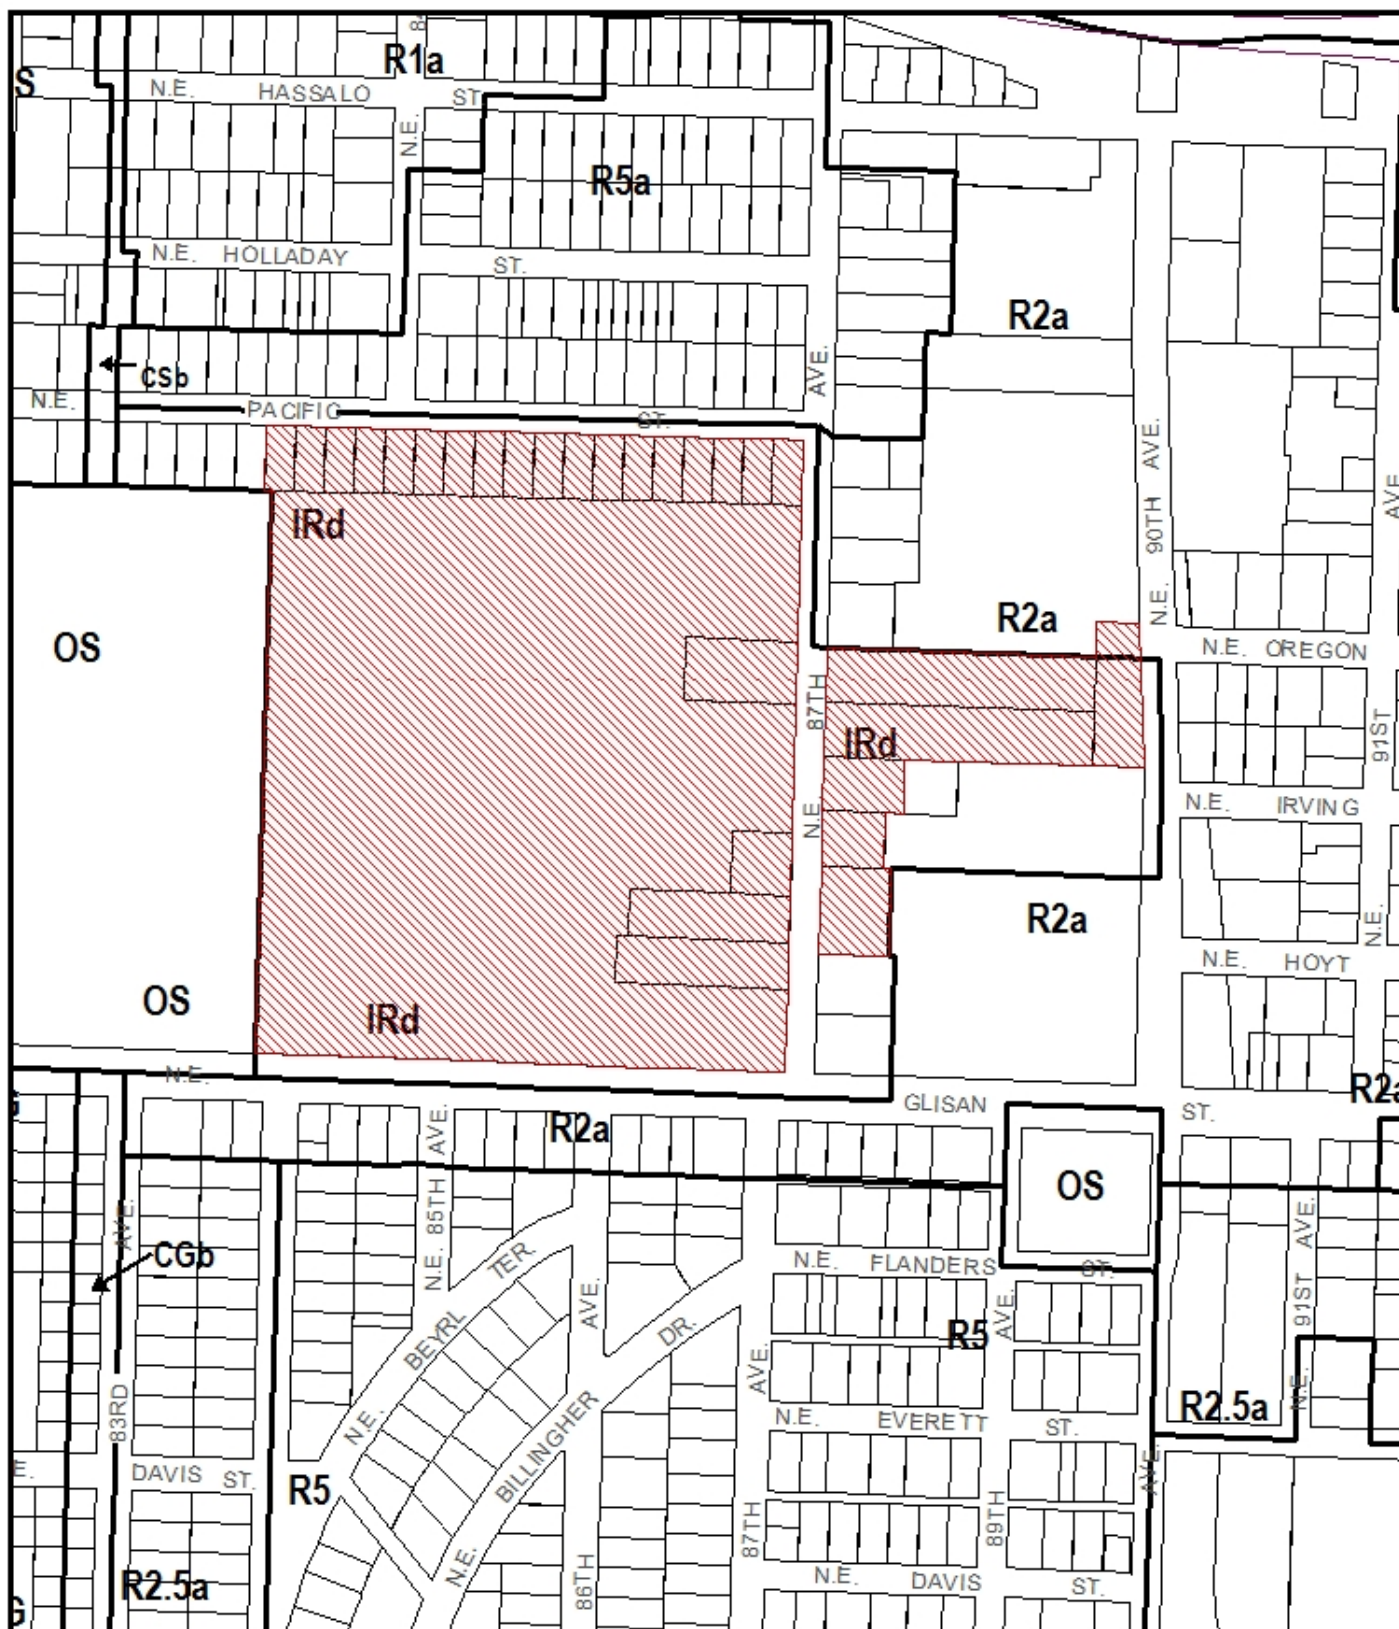 R1a
S
N.E. HASSALO ST.
N.E.
R5a
N.E. HOLLADAY ST.
R2a
CSb
AVE.
N.E. PACIFIC ST.
N.E. 90TH AVE.
AVE
IRd
OS
R2a
N.E. OREGON
87TH
N.E
IRd
91ST
N.E.
N.E. IRVING
R2a
N.E. HOYT
OS
IRd
N.E. GLISAN ST.
R2a
R2a
AVE.
N.E. 85TH
OS
AVE.
CGb
83RD
N.E. BEYRL TER.
AVE.
86TH
N.E. BILLINGHER DR.
N.E. FLANDERS ST.
AVE.
89TH
R5
N.E. 91ST AVE.
AVE.
87TH
R2.5a
N.E. EVERETT ST.
AVE.
E. DAVIS ST.
R5
R2.5a
N.E. DAVIS ST.
G